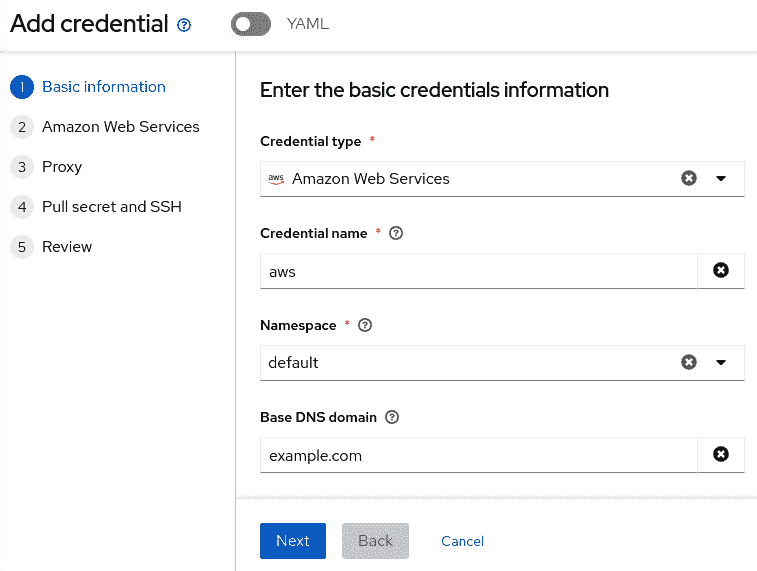 Add credential
YAML
1 Basic information
2 Amazon Web Services
3 Proxy
4 Pull secret and SSH
5 Review
Enter the basic credentials information
Credential type *
aws Amazon Web Services
Credential name * ?
aws
Namespace * ?
default
Base DNS domain ?
example.com
Next Back Cancel